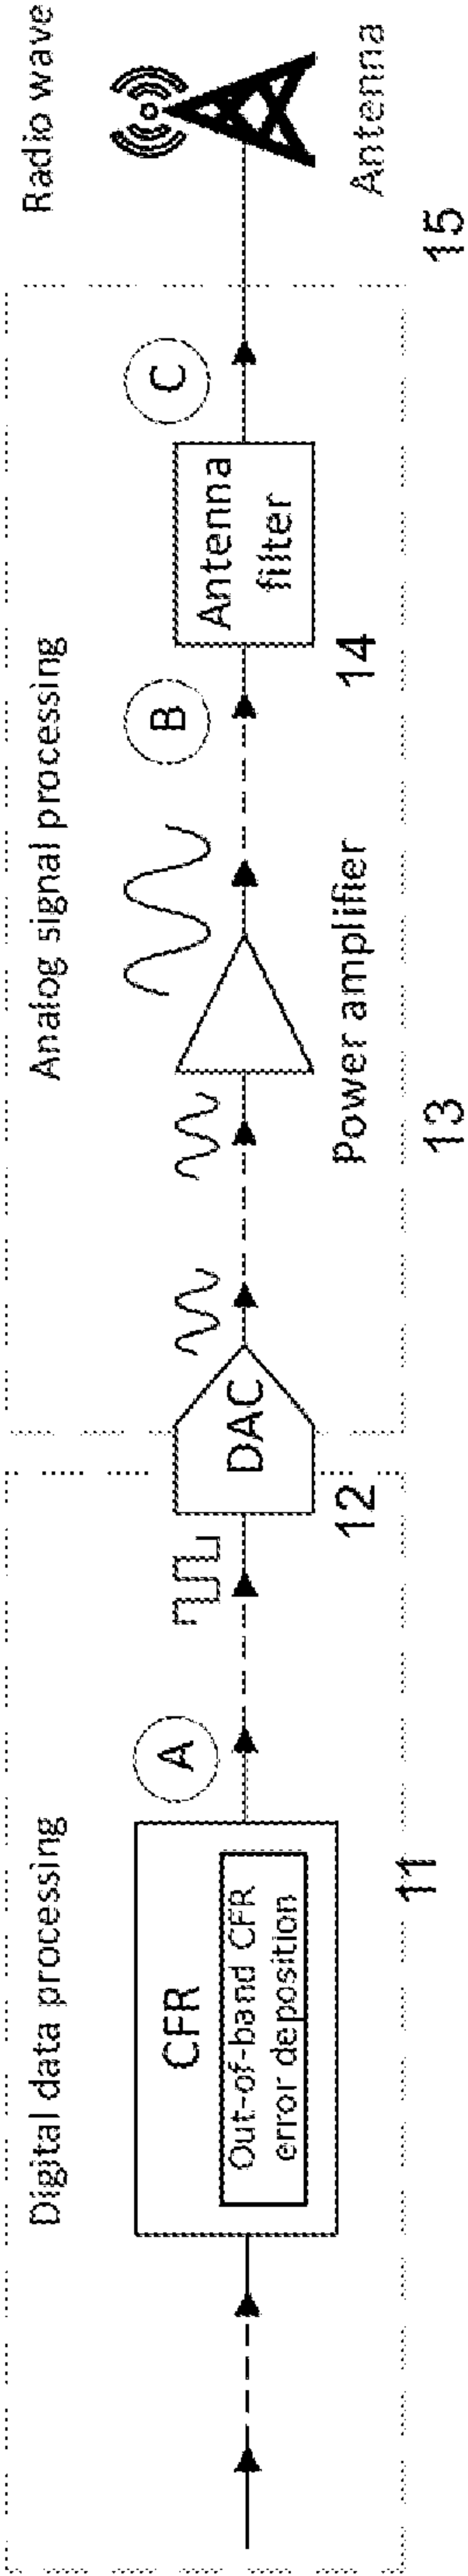 Digital data processing
CFR
Out-of-band CFR
error deposition
11
A
DAC
12
Analog signal processing
Power amplifier
13
B
Antenna
filter
14
C
Radio wave
Antenna
15